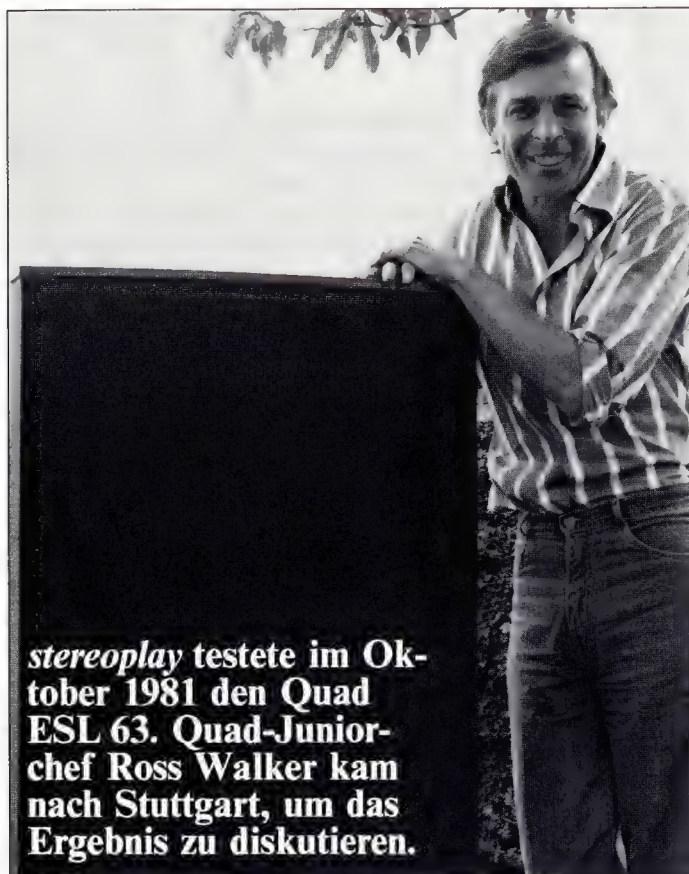 stereoplay testete im Ok-
tober 1981 den Quad
ESL 63. Quad-Junior-
chef Ross Walker kam
nach Stuttgart, um das
Ergebnis zu diskutieren.